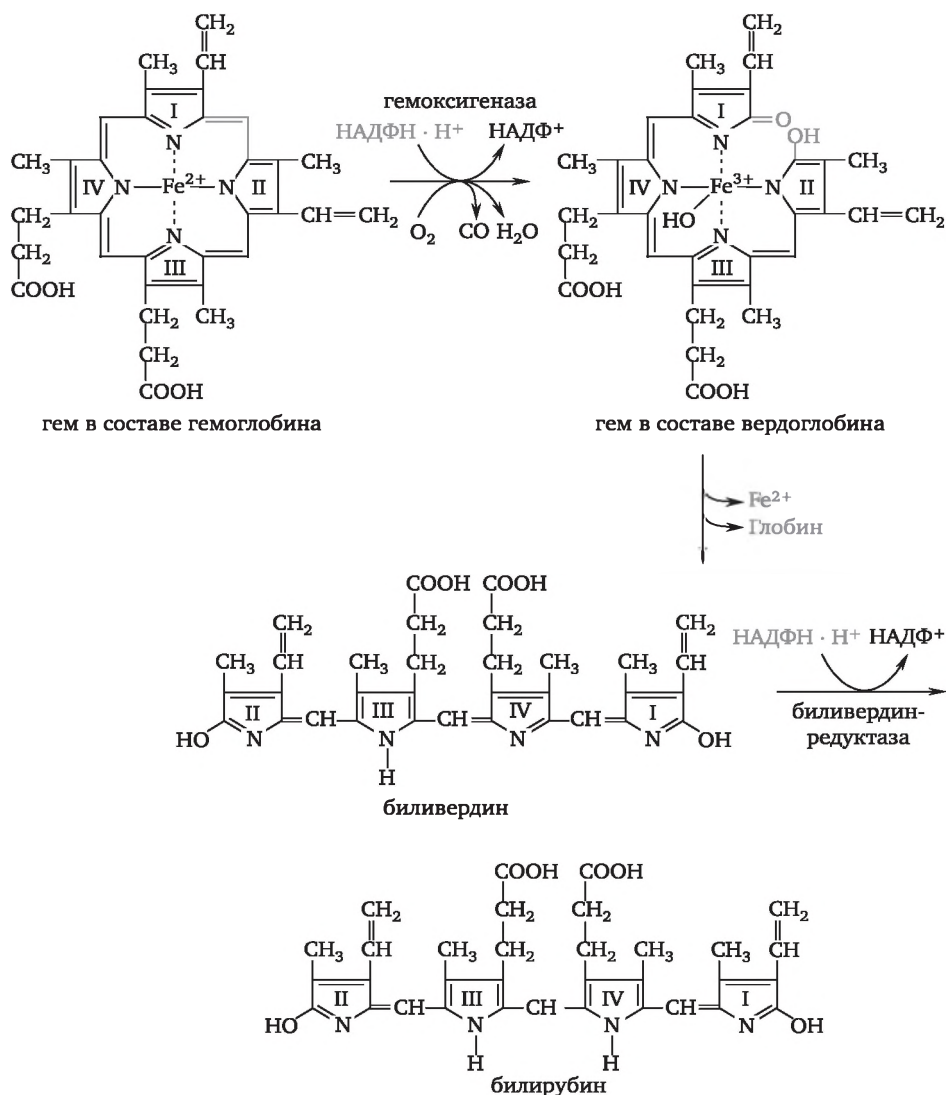 CH₂
CH₃ CH
I
N
CH₃ CH₃
IV N Fe²⁺ N II
CH₂ CH=CH₂
CH₂ N
COOH III
CH₂ CH₃
CH₂
COOH
гем в составе гемоглобина
гемоксигеназа
НАДФН · Н⁺ НАДФ⁺
O₂ CO H₂O
CH₂
CH₃ CH
I O
N OH
CH₃ CH₃
IV N Fe³⁺ N II
HO
CH₂ CH=CH₂
CH₂ N
COOH III
CH₂ CH₃
CH₂
COOH
гем в составе вердоглобина
Fe²⁺
Глобин
COOH COOH
CH₂ CH₂ CH₂ CH₂
CH₃ CH CH₃ CH₂ CH₂ CH₃ CH₃ CH
II III IV I
HO N CH N CH N CH N OH
H
биливердин
НАДФН · Н⁺ НАДФ⁺
биливердин-
редуктаза
COOH COOH
CH₂ CH₂ CH₂ CH₂
CH₃ CH CH₃ CH₂ CH₂ CH₃ CH₃ CH
II III IV I
HO N CH N CH N CH N OH
H H
билирубин